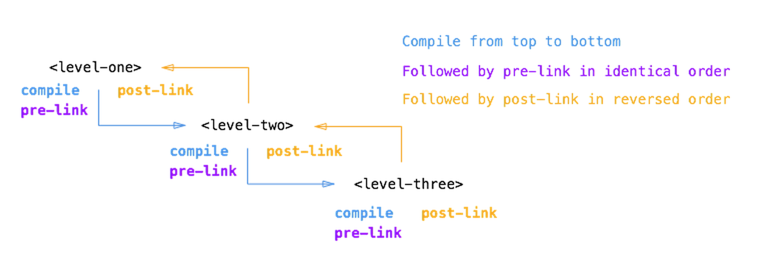 Compile from top to bottom
<level-one>
Followed by pre-link in identical order
compile post-link
Followed by post-link in reversed order
pre-link
<level-two>
compile post-link
pre-link
<level-three>
compile post-link
pre-link